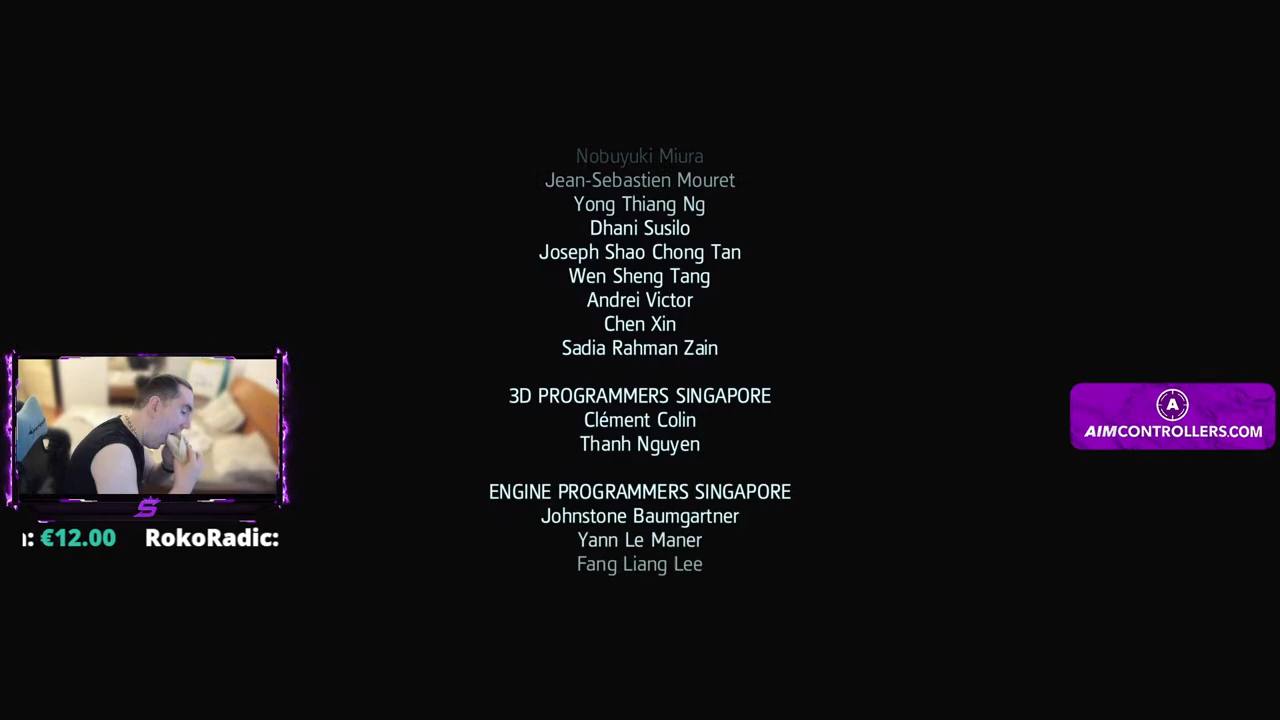 Nobuyuki Miura
Jean-Sebastien Mouret
Yong Thiang Ng
Dhani Susilo
Joseph Shao Chong Tan
Wen Sheng Tang
Andrei Victor
Chen Xin
Sadia Rahman Zain
3D PROGRAMMERS SINGAPORE
Clément Colin
Thanh Nguyen
ENGINE PROGRAMMERS SINGAPORE
Johnstone Baumgartner
Yann Le Maner
Fang Liang Lee
S
: €12.00 RokoRadic:
A
AIMCONTROLLERS.COM